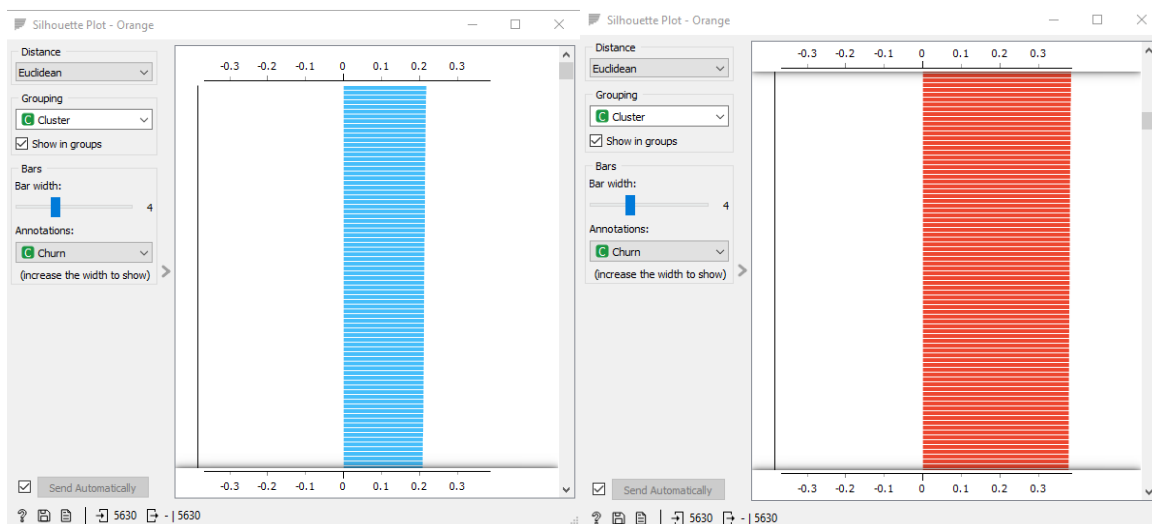 Silhouette Plot - Orange
Distance
Euclidean
Grouping
C Cluster
Show in groups
Bars
Bar width:
4
Annotations:
C Churn
(increase the width to show)
Send Automatically
? 5630 - | 5630
-0.3 -0.2 -0.1 0 0.1 0.2 0.3
-0.3 -0.2 -0.1 0 0.1 0.2 0.3
Silhouette Plot - Orange
Distance
Euclidean
Grouping
C Cluster
Show in groups
Bars
Bar width:
4
Annotations:
C Churn
(increase the width to show)
Send Automatically
? 5630 - | 5630
-0.3 -0.2 -0.1 0 0.1 0.2 0.3
-0.3 -0.2 -0.1 0 0.1 0.2 0.3